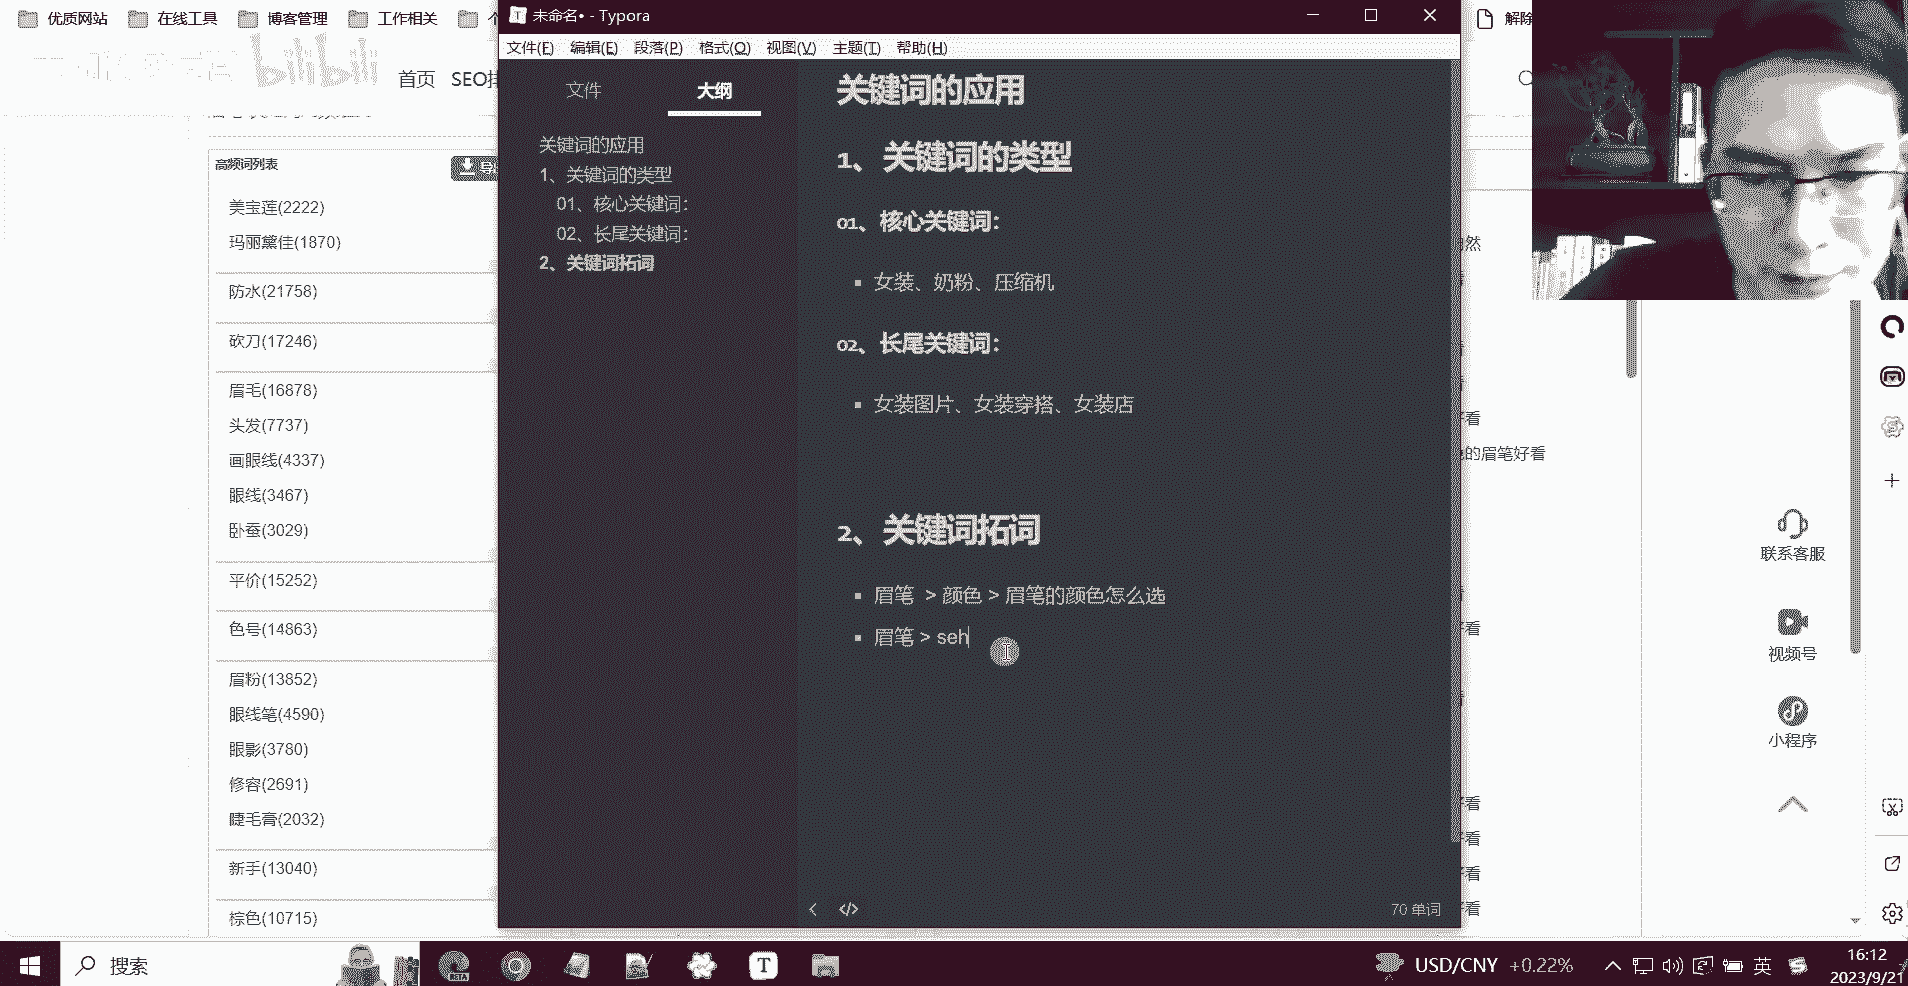 优质网站
在线工具
博客管理
工作相关
个
解除
bilibili
首页
SEO排
高频词列表
美宝莲(2222)
玛丽黛佳(1870)
防水(21758)
砍刀(17246)
眉毛(16878)
头发(7737)
画眼线(4337)
眼线(3467)
卧蚕(3029)
平价(15252)
色号(14863)
眉粉(13852)
眼线笔(4590)
眼影(3780)
修容(2691)
睫毛膏(2032)
新手(13040)
棕色(10715)
未命名• - Typora
文件(F) 编辑(E) 段落(P) 格式(O) 视图(V) 主题(T) 帮助(H)
文件
大纲
关键词的应用
1、关键词的类型
01、核心关键词：
02、长尾关键词：
2、关键词拓词
关键词的应用
1、关键词的类型
01、核心关键词：
女装、奶粉、压缩机
02、长尾关键词：
女装图片、女装穿搭、女装店
2、关键词拓词
眉笔 > 颜色 > 眉笔的颜色怎么选
眉笔 > seh
70 单词
然
看
的眉笔好看
看
好看
好看
好看
好看
联系客服
视频号
小程序
搜索
BETA
T
USD/CNY +0.22%
英
16:12
2023/9/21